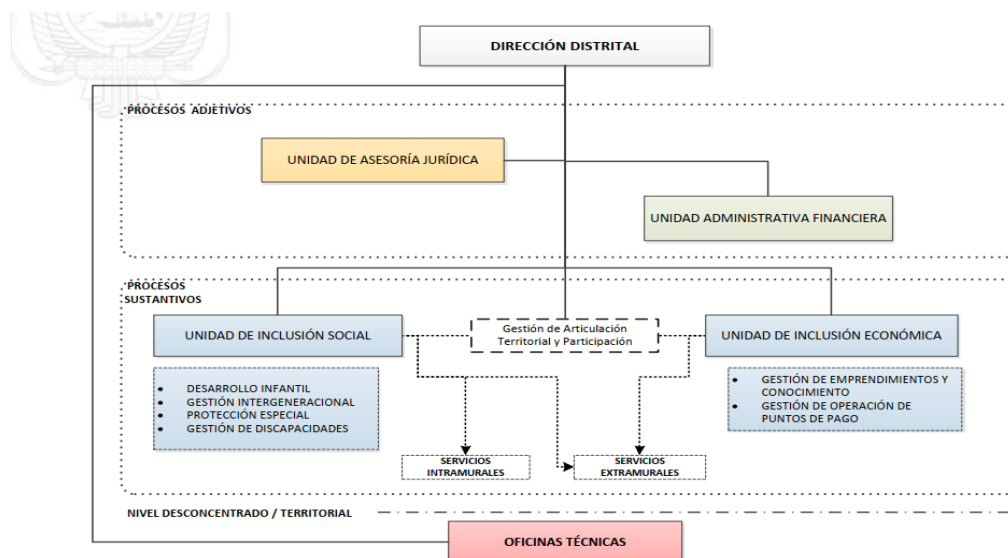 DIRECCIÓN DISTRITAL
PROCESOS ADJETIVOS
UNIDAD DE ASESORÍA JURÍDICA
UNIDAD ADMINISTRATIVA FINANCIERA
PROCESOS
SUSTANTIVOS
UNIDAD DE INCLUSIÓN SOCIAL
Gestión de Articulación
Territorial y Participación
UNIDAD DE INCLUSIÓN ECONÓMICA
• DESARROLLO INFANTIL
• GESTIÓN INTERGENERACIONAL
• PROTECCIÓN ESPECIAL
• GESTIÓN DE DISCAPACIDADES
• GESTIÓN DE EMPRENDIMIENTOS Y
CONOCIMIENTO
• GESTIÓN DE OPERACIÓN DE
PUNTOS DE PAGO
SERVICIOS
INTRAMURALES
SERVICIOS
EXTRAMURALES
NIVEL DESCONCENTRADO / TERRITORIAL
OFICINAS TÉCNICAS